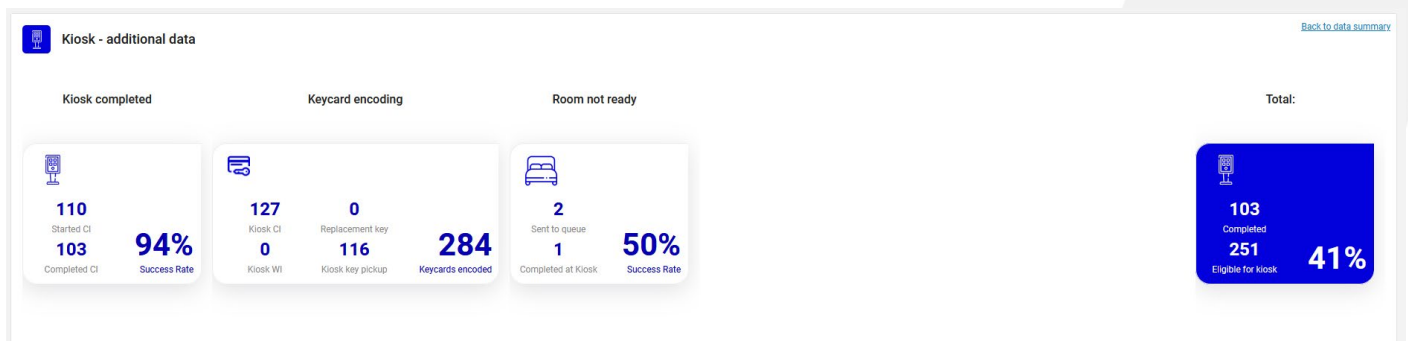 Back to data summary
Kiosk - additional data
Kiosk completed
Keycard encoding
Room not ready
Total:
110
Started CI
103
Completed CI
94%
Success Rate
127
Kiosk CI
0
Replacement key
0
Kiosk WI
116
Kiosk key pickup
284
Keycards encoded
2
Sent to queue
1
Completed at Kiosk
50%
Success Rate
103
Completed
251
Eligible for kiosk
41%